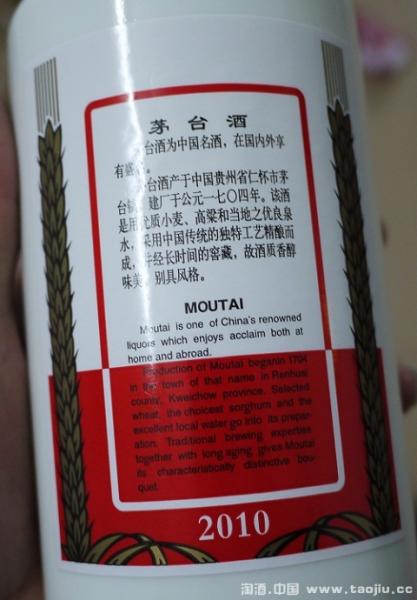 茅台酒
台酒为中国名酒，在国内外享
有盛
台酒产于中国贵州省仁怀市茅
台 建厂于公元一七〇四年。该酒
是用优质小麦、高粱和当地之优良泉
水，采用中国传统的独特工艺精酿而
成，并经长时间的窖藏，故酒质香醇
味美，别具风格。
MOUTAI
Moutai is one of China's renowned
liquors which enjoys acclaim both at
home and abroad.
Production of Moutai began in 1704
in the town of that name in Renhuai
county, Kweichow province. Selected
wheat, the choicest sorghum and the
excellent local water go into its prepar-
ation. Traditional brewing expertise
together with long aging gives Moutai
its characteristically distinctive bou-
quet.
2010
淘酒.中国 www.taojiu.cc